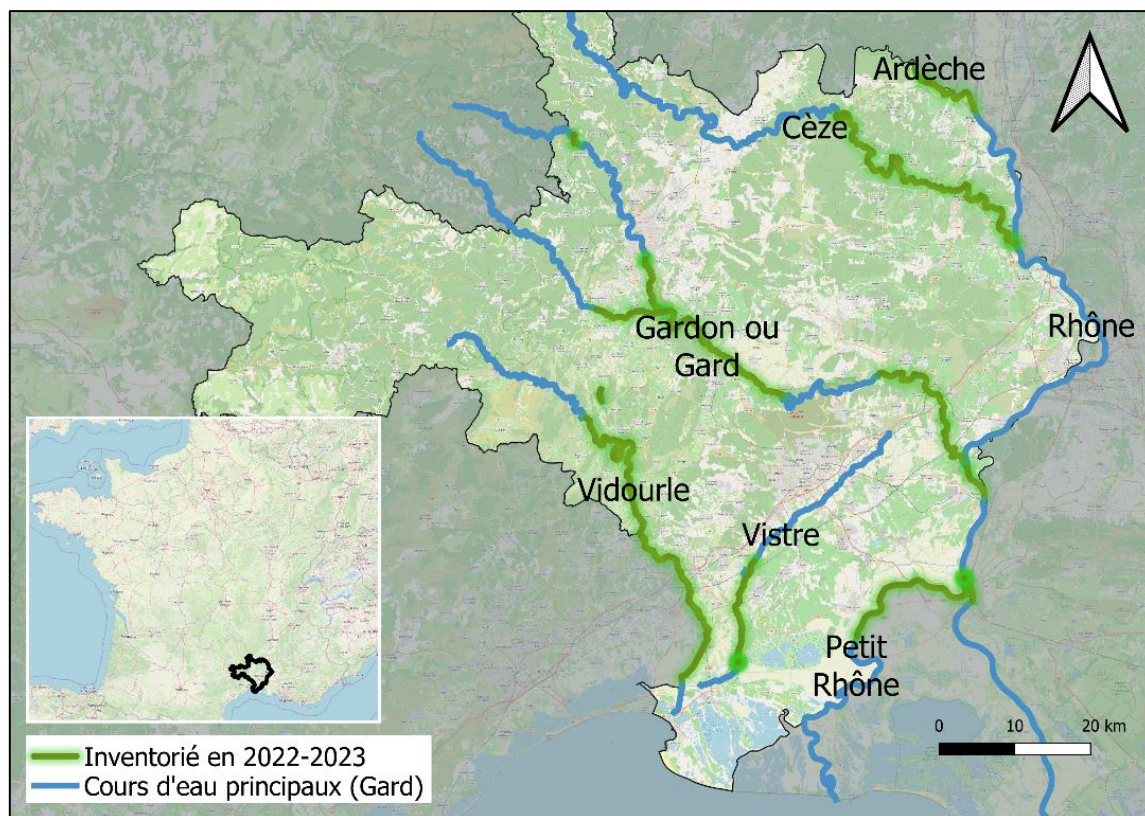 Ardèche
Cèze
Rhône
Gardon ou
Gard
Vidourle
Vistre
Petit
Rhône
0 10 20 km
Inventorié en 2022-2023
Cours d'eau principaux (Gard)